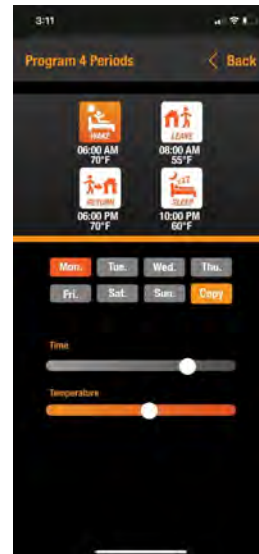 3:11
Program 4 Periods
Back
WAKE
LEAVE
06:00 AM
08:00 AM
70°F
55°F
RETURN
SLEEP
06:00 PM
10:00 PM
70°F
60°F
Mon. Tue. Wed. Thu.
Fri. Sat. Sun. Copy
Time
Temperature